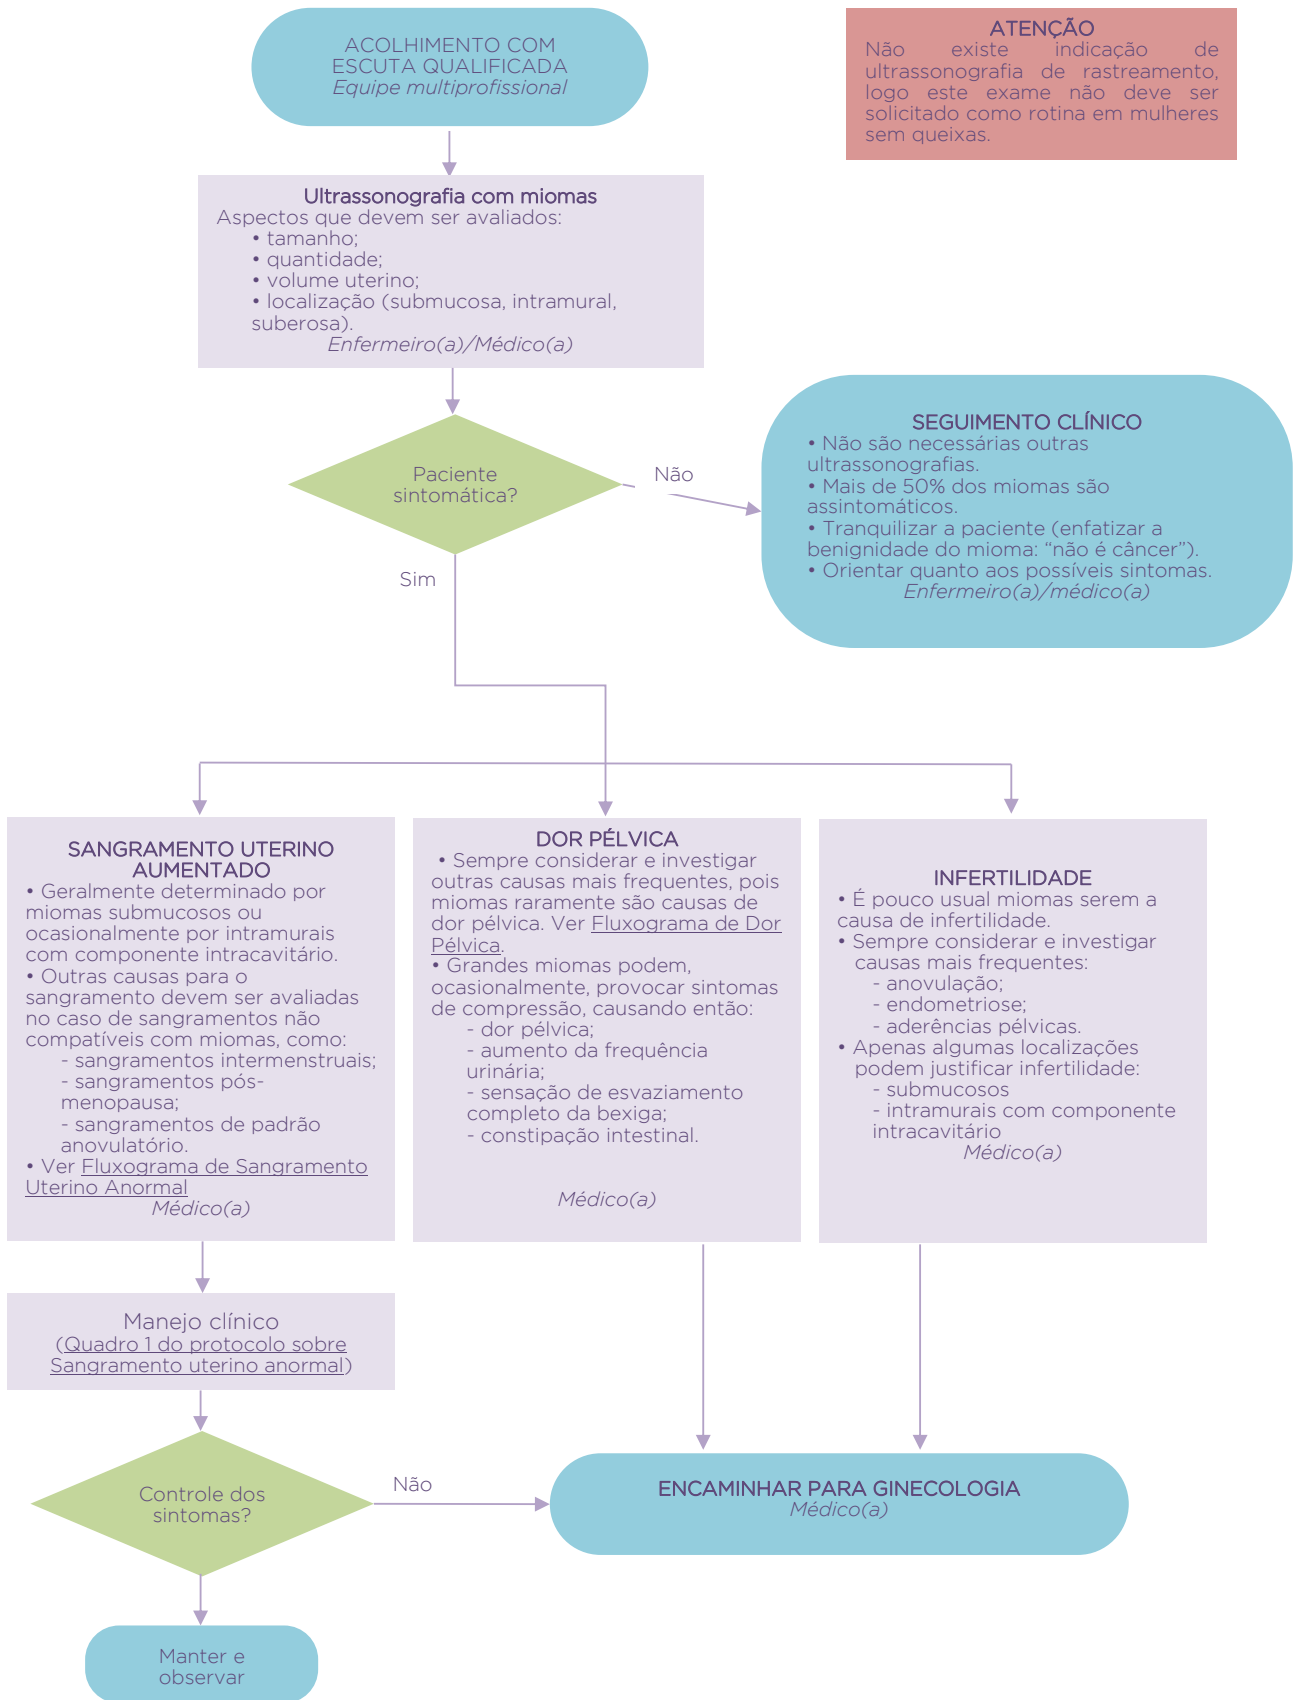 ACOLHIMENTO COM
ESCUTA QUALIFICADA
Equipe multiprofissional
ATENÇÃO
Não existe indicação de
ultrassonografia de rastreamento,
logo este exame não deve ser
solicitado como rotina em mulheres
sem queixas.
Ultrassonografia com miomas
Aspectos que devem ser avaliados:
• tamanho;
• quantidade;
• volume uterino;
• localização (submucosa, intramural,
suberosa).
Enfermeiro(a)/Médico(a)
Paciente
sintomática?
Não
SEGUIMENTO CLÍNICO
• Não são necessárias outras
ultrassonografias.
• Mais de 50% dos miomas são
assintomáticos.
• Tranquilizar a paciente (enfatizar a
benignidade do mioma: “não é câncer”).
• Orientar quanto aos possíveis sintomas.
Enfermeiro(a)/médico(a)
Sim
SANGRAMENTO UTERINO
AUMENTADO
• Geralmente determinado por
miomas submucosos ou
ocasionalmente por intramurais
com componente intracavitário.
• Outras causas para o
sangramento devem ser avaliadas
no caso de sangramentos não
compatíveis com miomas, como:
- sangramentos intermenstruais;
- sangramentos pós-
menopausa;
- sangramentos de padrão
anovulatório.
• Ver Fluxograma de Sangramento
Uterino Anormal
Médico(a)
DOR PÉLVICA
• Sempre considerar e investigar
outras causas mais frequentes, pois
miomas raramente são causas de
dor pélvica. Ver Fluxograma de Dor
Pélvica.
• Grandes miomas podem,
ocasionalmente, provocar sintomas
de compressão, causando então:
- dor pélvica;
- aumento da frequência
urinária;
- sensação de esvaziamento
completo da bexiga;
- constipação intestinal.
Médico(a)
INFERTILIDADE
• É pouco usual miomas serem a
causa de infertilidade.
• Sempre considerar e investigar
causas mais frequentes:
- anovulação;
- endometriose;
- aderências pélvicas.
• Apenas algumas localizações
podem justificar infertilidade:
- submucosos
- intramurais com componente
intracavitário
Médico(a)
Manejo clínico
(Quadro 1 do protocolo sobre
Sangramento uterino anormal)
Controle dos
sintomas?
Não
ENCAMINHAR PARA GINECOLOGIA
Médico(a)
Manter e
observar